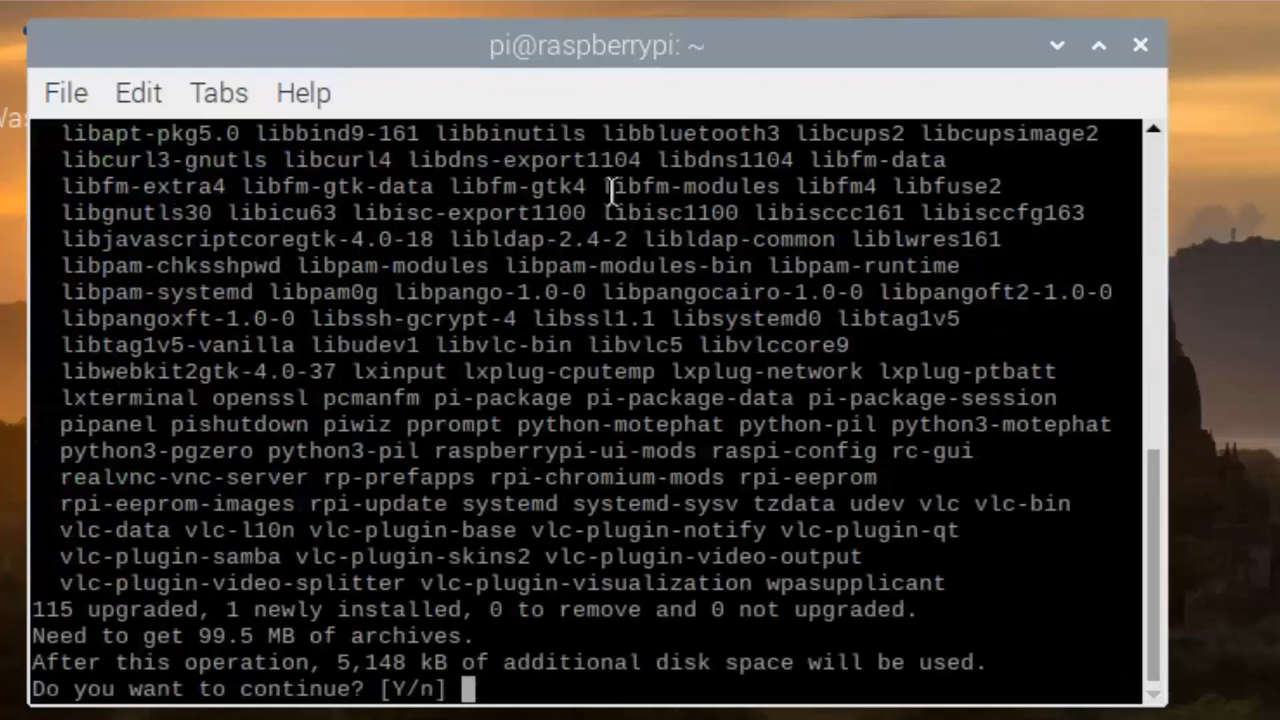 pi@raspberrypi: ~
File Edit Tabs Help
libapt-pkg5.0 libbind9-161 libbinutils libbluetooth3 libcups2 libcupsimage2
libcurl3-gnutls libcurl4 libdns-export1104 libdns1104 libfm-data
libfm-extra4 libfm-gtk-data libfm-gtk4 libfm-modules libfm4 libfuse2
libgnutls30 libicu63 libisc-export1100 libisc1100 libisccc161 libisccfg163
libjavascriptcoregtk-4.0-18 libldap-2.4-2 libldap-common liblwres161
libpam-chksshpwd libpam-modules libpam-modules-bin libpam-runtime
libpam-systemd libpam0g libpango-1.0-0 libpangocairo-1.0-0 libpangoft2-1.0-0
libpangoxft-1.0-0 libssh-gcrypt-4 libssl1.1 libsystemd0 libtag1v5
libtag1v5-vanilla libudev1 libvlc-bin libvlc5 libvlccore9
libwebkit2gtk-4.0-37 lxinput lxplug-cputemp lxplug-network lxplug-ptbatt
lxterminal openssl pcmanfm pi-package pi-package-data pi-package-session
pipanel pishutdown piwiz pprompt python-motephat python-pil python3-motephat
python3-pgzero python3-pil raspberrypi-ui-mods raspi-config rc-gui
realvnc-vnc-server rp-prefapps rpi-chromium-mods rpi-eeprom
rpi-eeprom-images rpi-update systemd systemd-sysv tzdata udev vlc vlc-bin
vlc-data vlc-l10n vlc-plugin-base vlc-plugin-notify vlc-plugin-qt
vlc-plugin-samba vlc-plugin-skins2 vlc-plugin-video-output
vlc-plugin-video-splitter vlc-plugin-visualization wpasupplicant
115 upgraded, 1 newly installed, 0 to remove and 0 not upgraded.
Need to get 99.5 MB of archives.
After this operation, 5,148 kB of additional disk space will be used.
Do you want to continue? [Y/n]